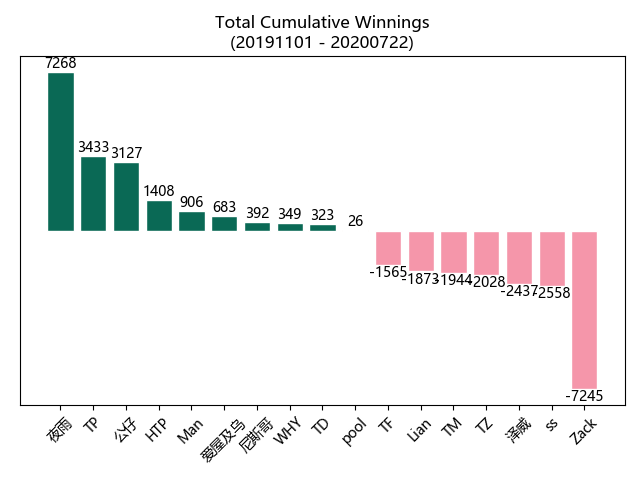 Total Cumulative Winnings
(20191101 - 20200722)
7268
3433
3127
1408
906
683
392
349
323
26
-1565
-1873
-1944
-2028
-2437
-2558
-7245
夜雨
TP
公仔
HTP
Man
爱屋及乌
尼斯哥
WHY
TD
pool
TF
Lian
TM
TZ
泽威
ss
Zack